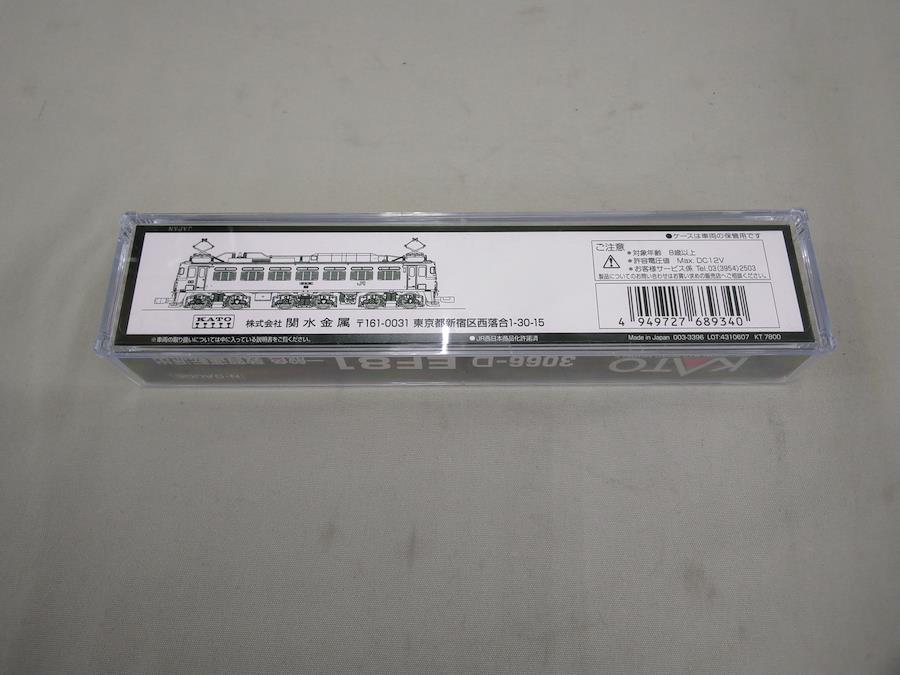 ●ケースは車両の保管用です
ご注意
●対象年齢 8歳以上
●許容電圧値 Max. DC12V
●お客様サービス係 Tel.03(3954)2503
製品についてのお問い合わせはお買い求めの販売店へご相談ください。
JR
KATO
株式会社 関水金属 〒161-0031 東京都新宿区西落合1-30-15
4 949727 689340
※車両の取り扱いについては中に入っている説明書をご覧ください。
●JR西日本商品化許諾済
Made in Japan 003-3396 LOT:4310607 KT 7800
KATO
3066-D EF81
N-GAUGE